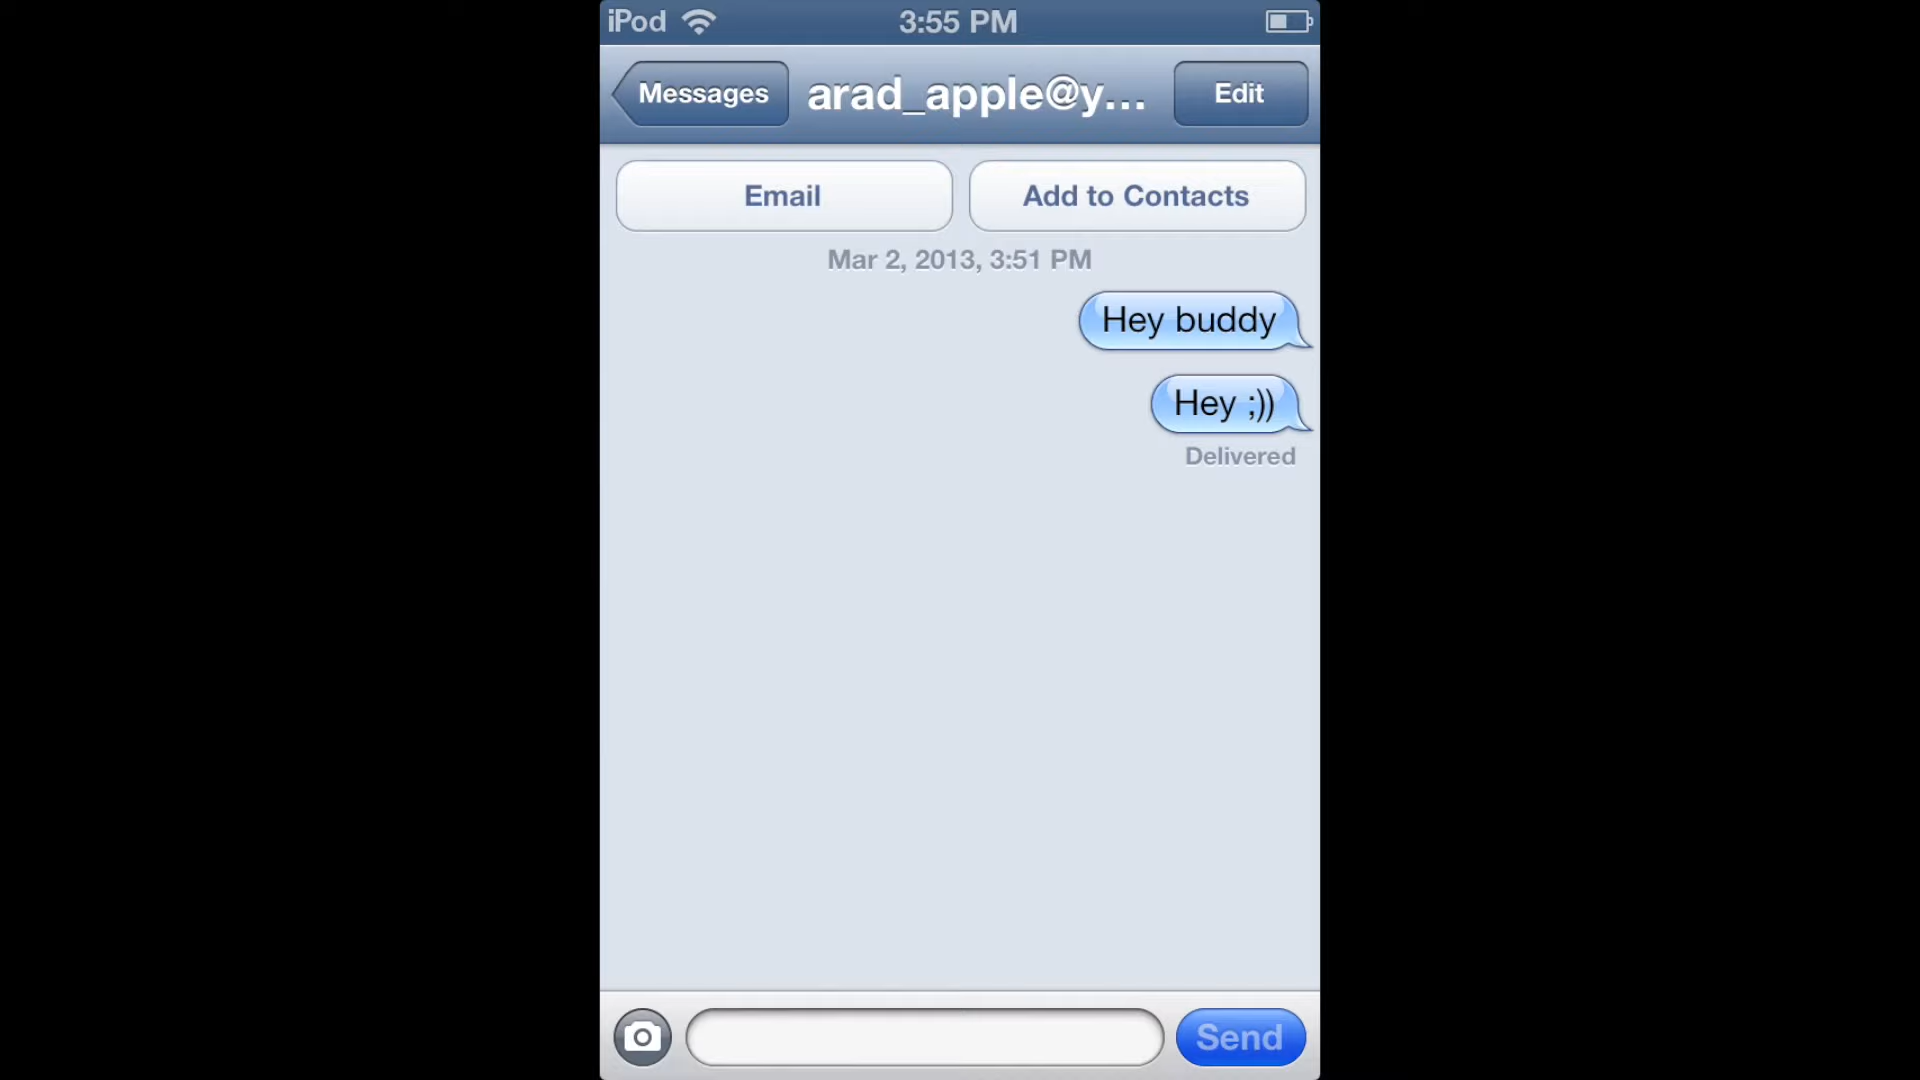 iPod 3:55 PM
Messages arad_apple@y... Edit
Email Add to Contacts
Mar 2, 2013, 3:51 PM
Hey buddy
Hey ;))
Delivered
Send